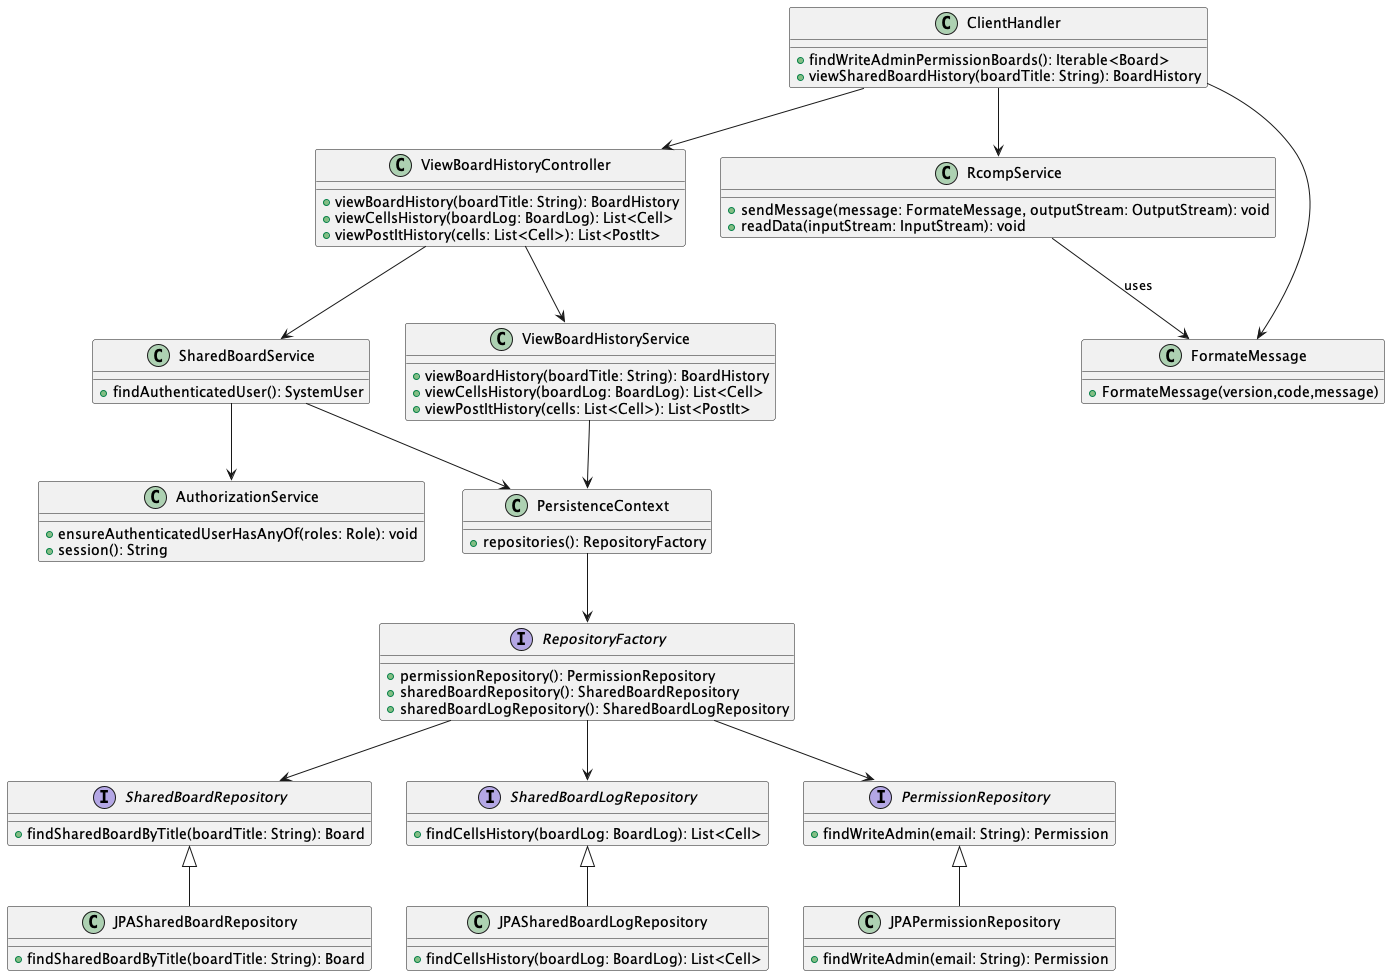 C ClientHandler
findWriteAdminPermissionBoards(): Iterable<Board>
viewSharedBoardHistory(boardTitle: String): BoardHistory
C ViewBoardHistoryController
viewBoardHistory(boardTitle: String): BoardHistory
viewCellsHistory(boardLog: BoardLog): List<Cell>
viewPostItHistory(cells: List<Cell>): List<PostIt>
C RcompService
sendMessage(message: FormateMessage, outputStream: OutputStream): void
readData(inputStream: InputStream): void
uses
C SharedBoardService
findAuthenticatedUser(): SystemUser
C ViewBoardHistoryService
viewBoardHistory(boardTitle: String): BoardHistory
viewCellsHistory(boardLog: BoardLog): List<Cell>
viewPostItHistory(cells: List<Cell>): List<PostIt>
C FormateMessage
FormateMessage(version,code,message)
C AuthorizationService
ensureAuthenticatedUserHasAnyOf(roles: Role): void
session(): String
C PersistenceContext
repositories(): RepositoryFactory
I RepositoryFactory
permissionRepository(): PermissionRepository
sharedBoardRepository(): SharedBoardRepository
sharedBoardLogRepository(): SharedBoardLogRepository
I SharedBoardRepository
findSharedBoardByTitle(boardTitle: String): Board
I SharedBoardLogRepository
findCellsHistory(boardLog: BoardLog): List<Cell>
I PermissionRepository
findWriteAdmin(email: String): Permission
C JPASharedBoardRepository
findSharedBoardByTitle(boardTitle: String): Board
C JPASharedBoardLogRepository
findCellsHistory(boardLog: BoardLog): List<Cell>
C JPAPermissionRepository
findWriteAdmin(email: String): Permission